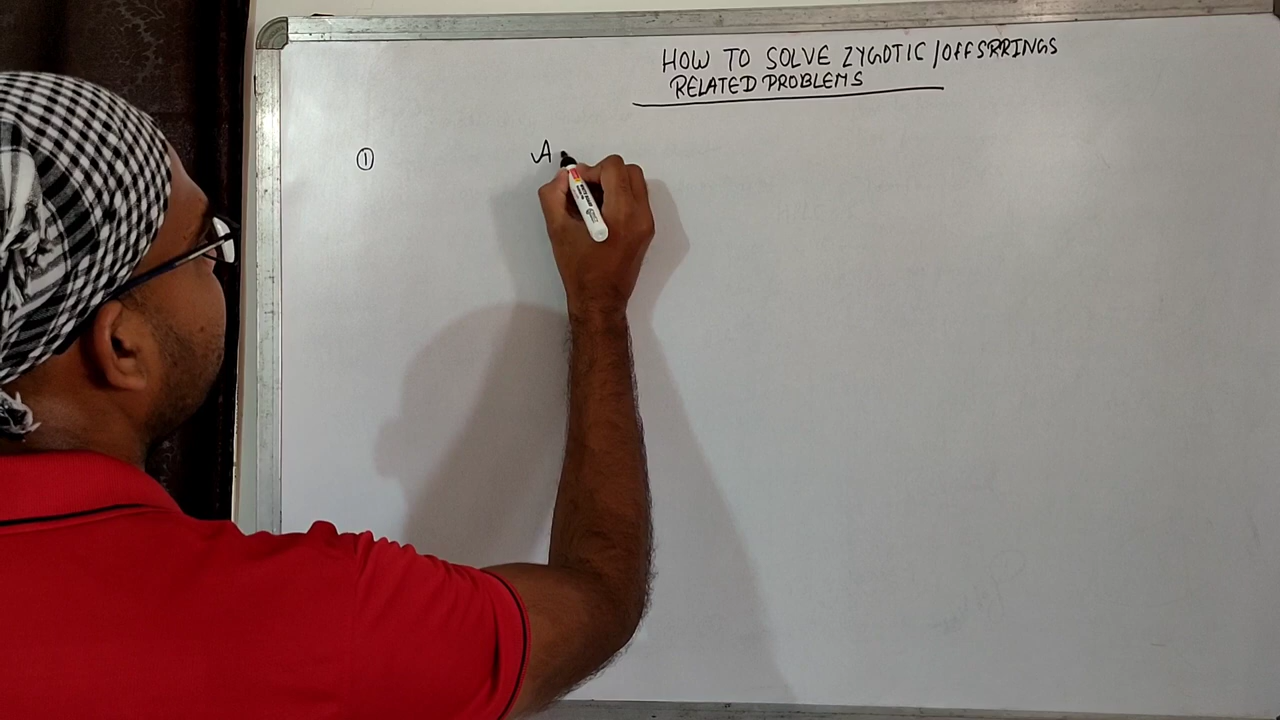 HOW TO SOLVE ZYGOTIC/OFFSRRINGS
RELATED PROBLEMS
① A